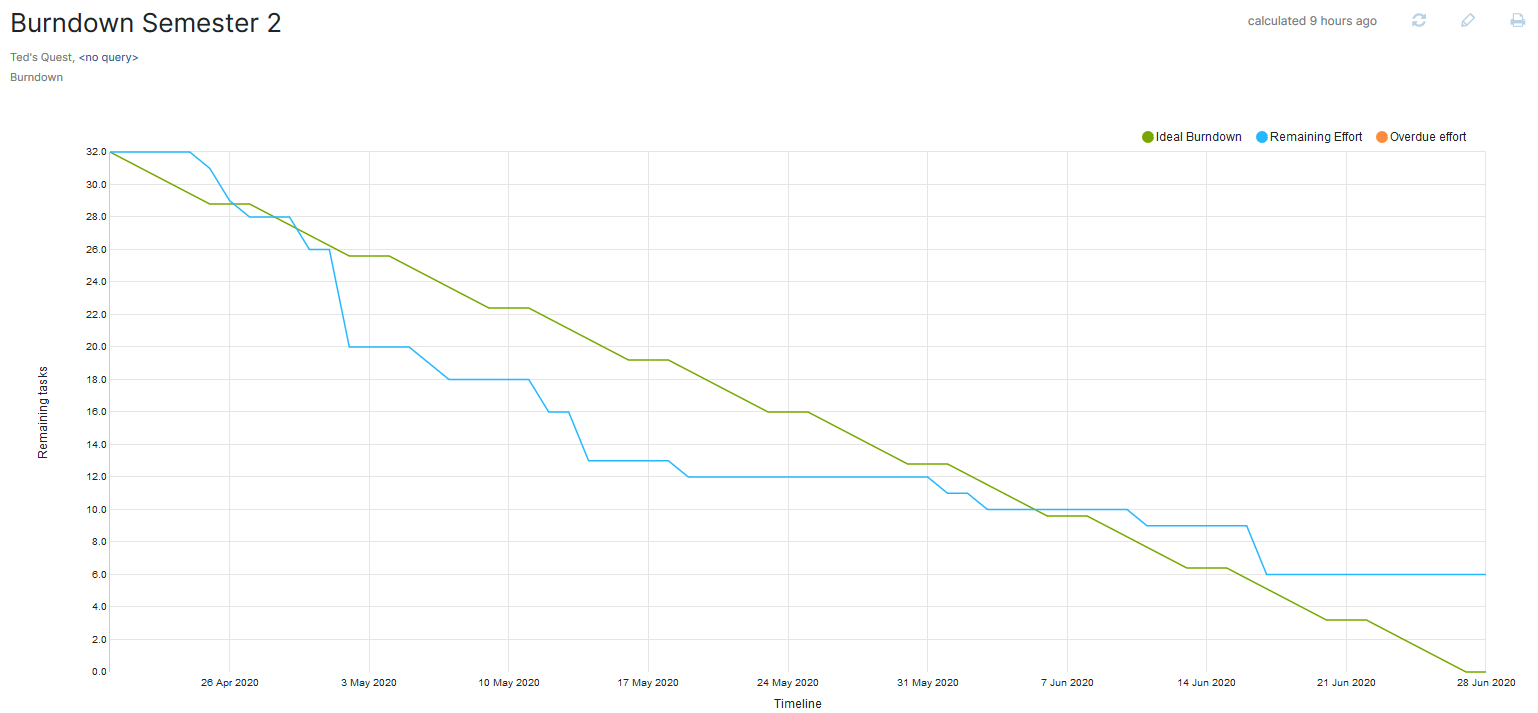 Burndown Semester 2
calculated 9 hours ago
Ted's Quest, <no query>
Burndown
Ideal Burndown Remaining Effort Overdue effort
32.0
30.0
28.0
26.0
24.0
22.0
20.0
18.0
16.0
14.0
12.0
10.0
8.0
6.0
4.0
2.0
0.0
Remaining tasks
26 Apr 2020 3 May 2020 10 May 2020 17 May 2020 24 May 2020 31 May 2020 7 Jun 2020 14 Jun 2020 21 Jun 2020 28 Jun 2020
Timeline